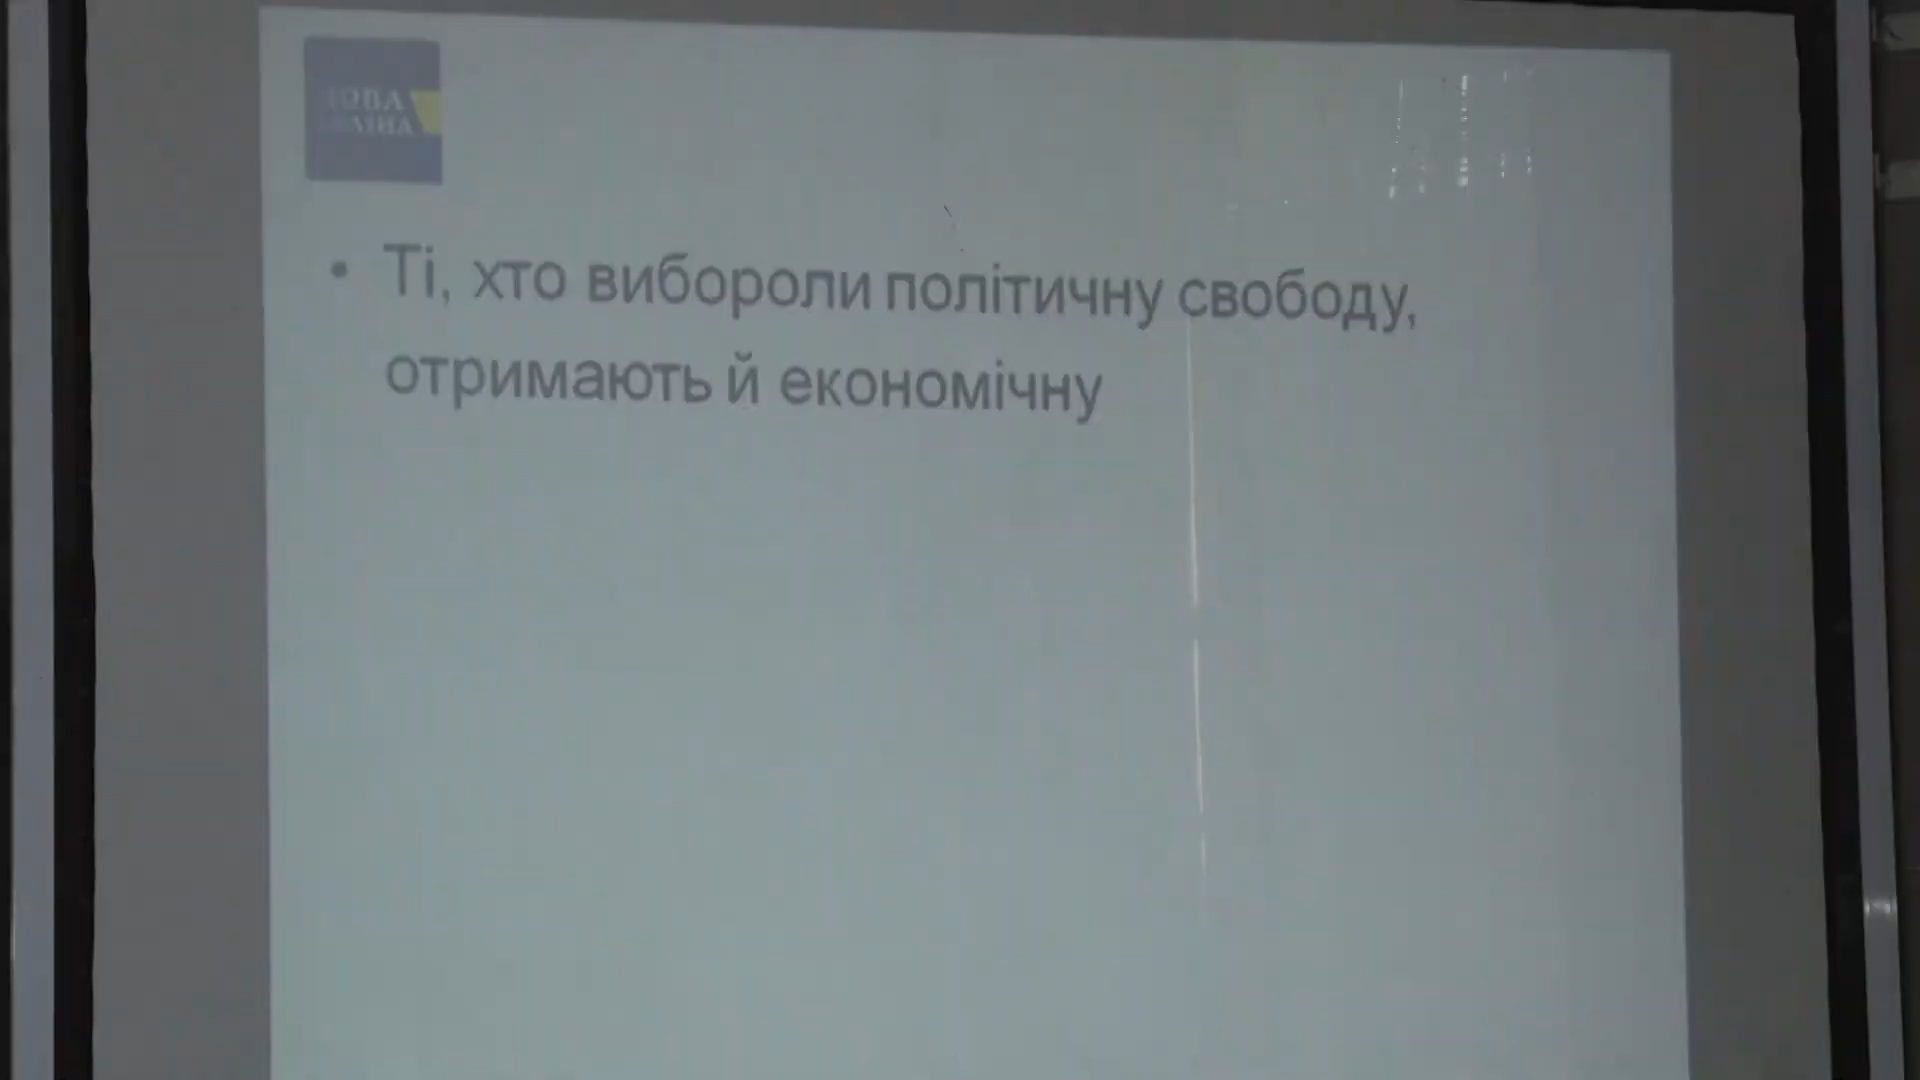 • Ті, хто вибороли політичну свободу,
отримають й економічну